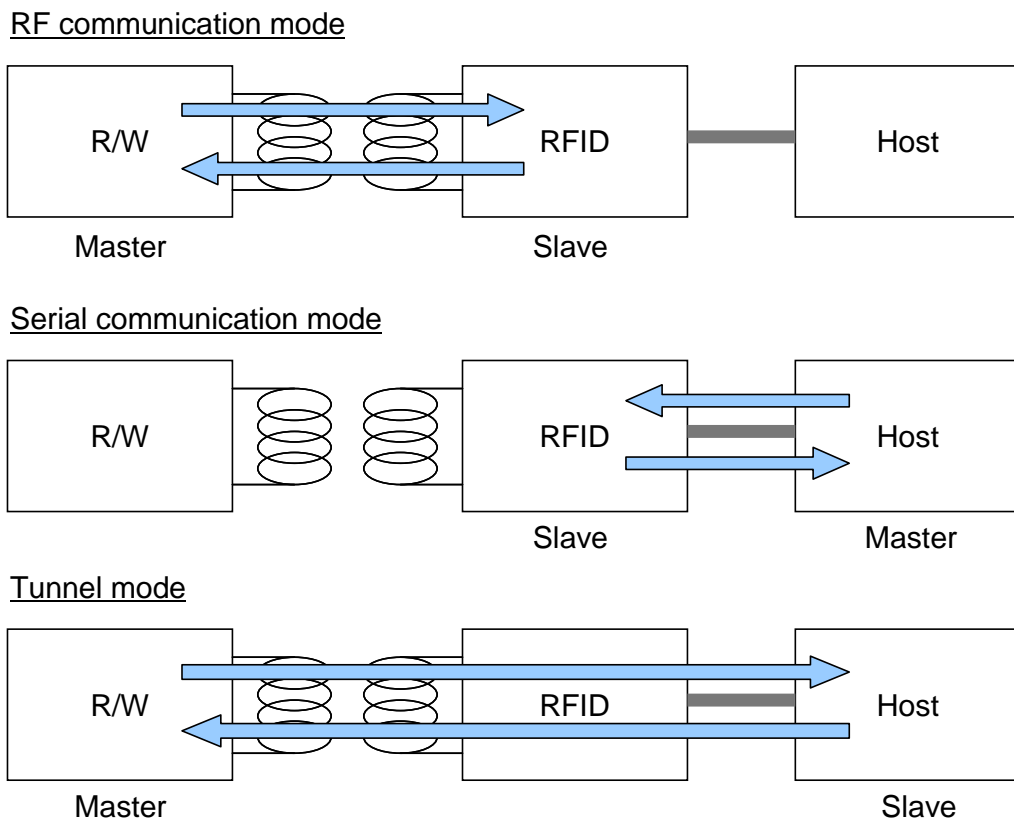 RF communication mode
R/W RFID Host
Master Slave
Serial communication mode
R/W RFID Host
Slave Master
Tunnel mode
R/W RFID Host
Master Slave